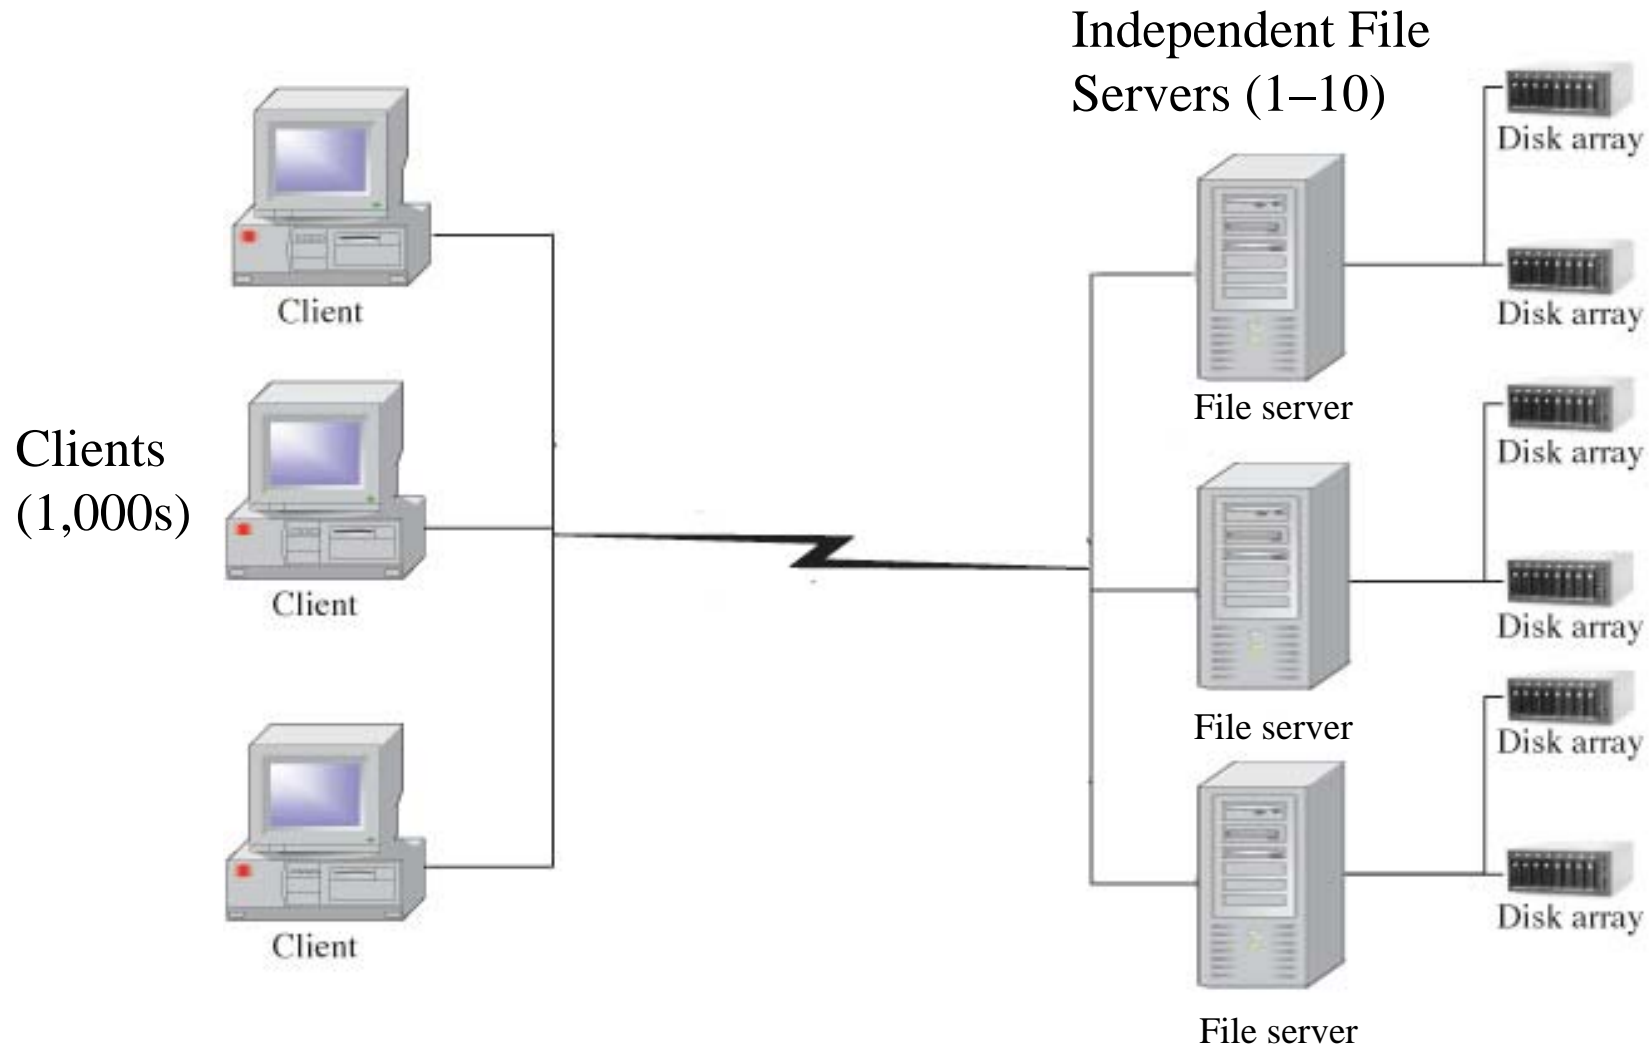 Independent File
Servers (1–10)
Disk array
Disk array
Client
File server
Disk array
Clients
(1,000s)
Client
Disk array
File server
Disk array
Disk array
Client
File server